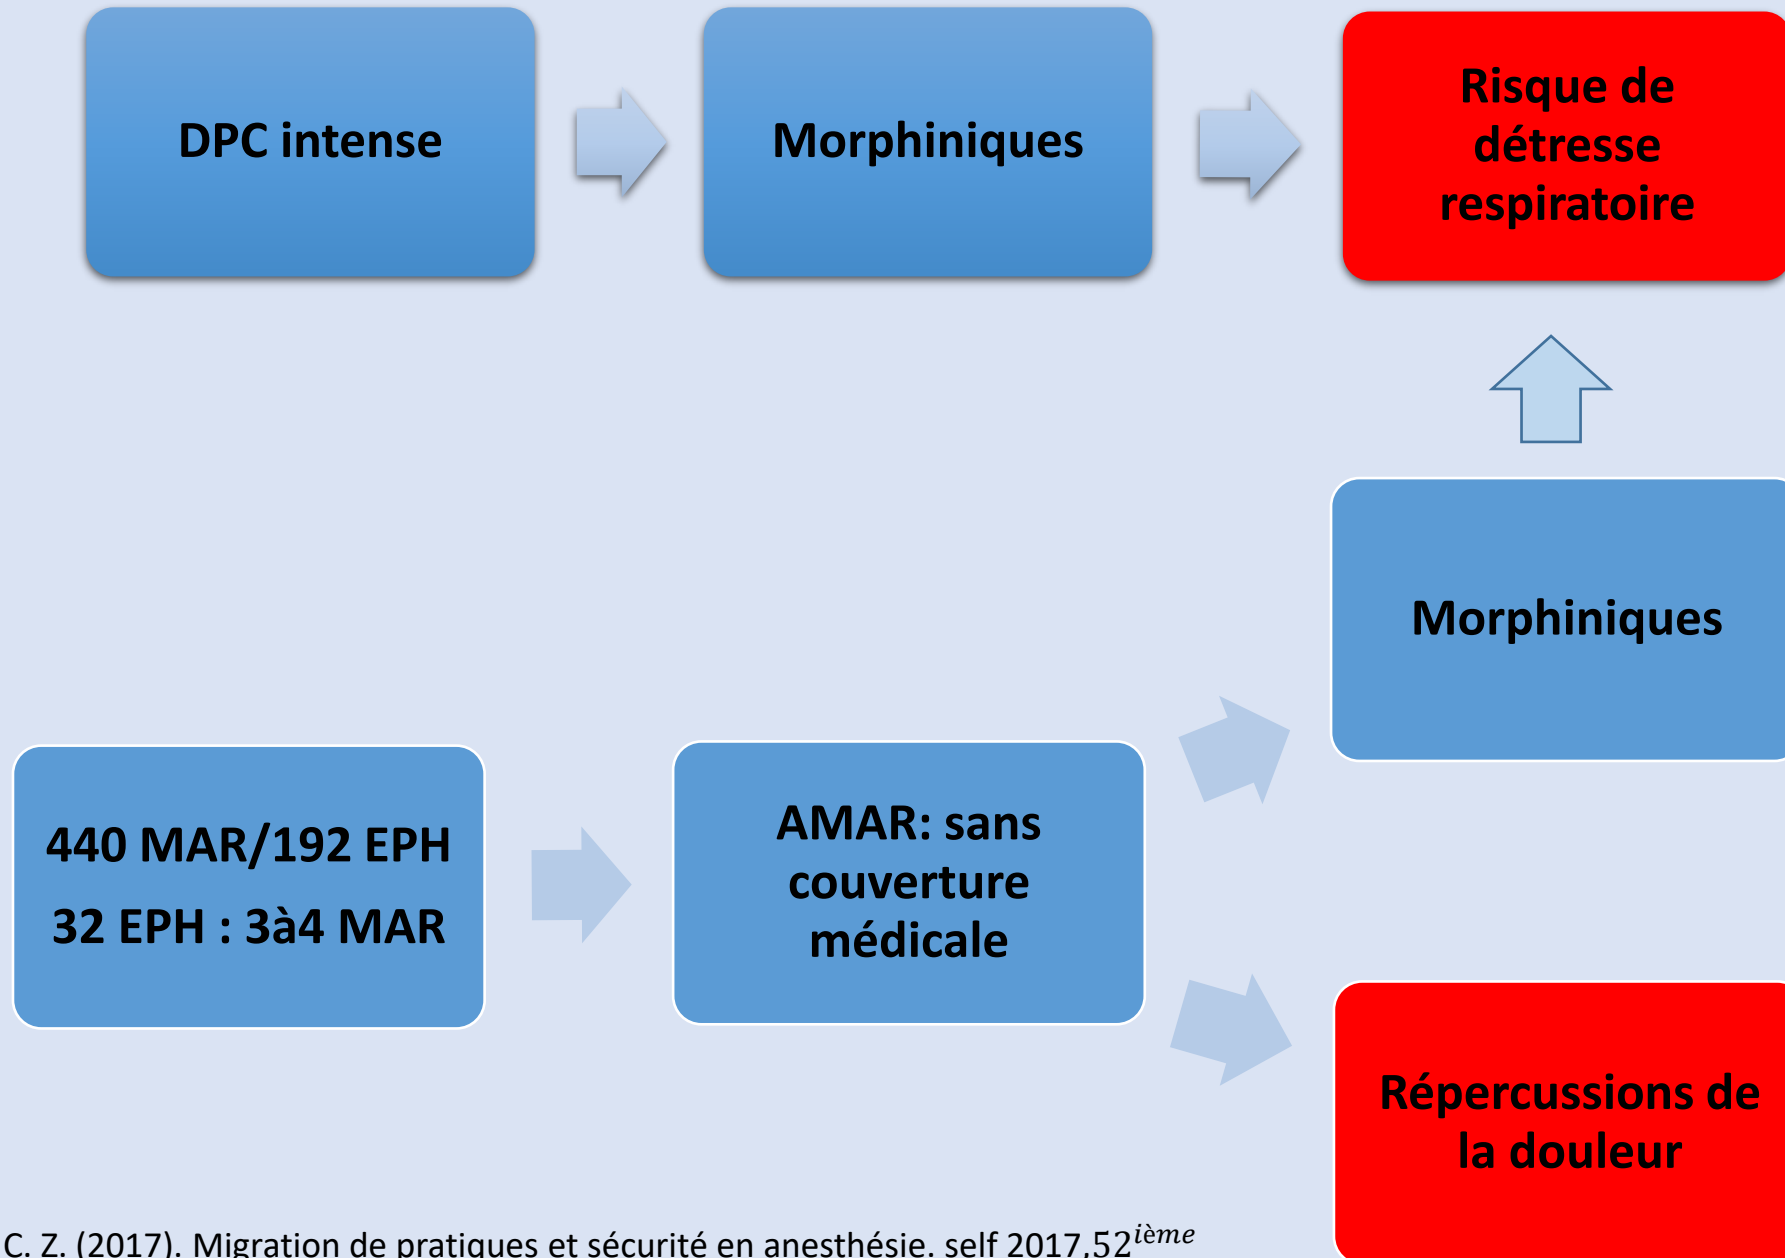 DPC intense
Morphiniques
Risque de
détresse
respiratoire
Morphiniques
440 MAR/192 EPH
32 EPH : 3à4 MAR
AMAR: sans
couverture
médicale
Répercussions de
la douleur
C. Z. (2017). Migration de pratiques et sécurité en anesthésie. self 2017,52ième